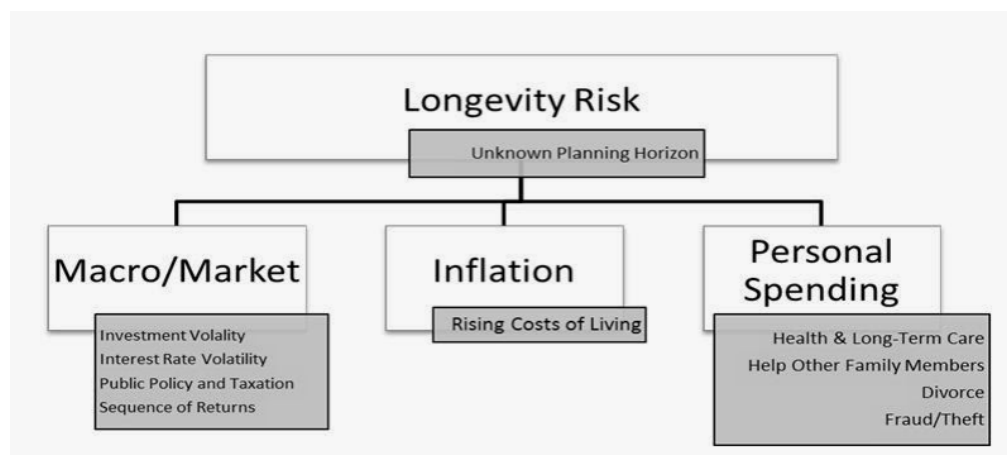 Longevity Risk
Unknown Planning Horizon
Macro/Market
Investment Volality
Interest Rate Volatility
Public Policy and Taxation
Sequence of Returns
Inflation
Rising Costs of Living
Personal
Spending
Health & Long-Term Care
Help Other Family Members
Divorce
Fraud/Theft